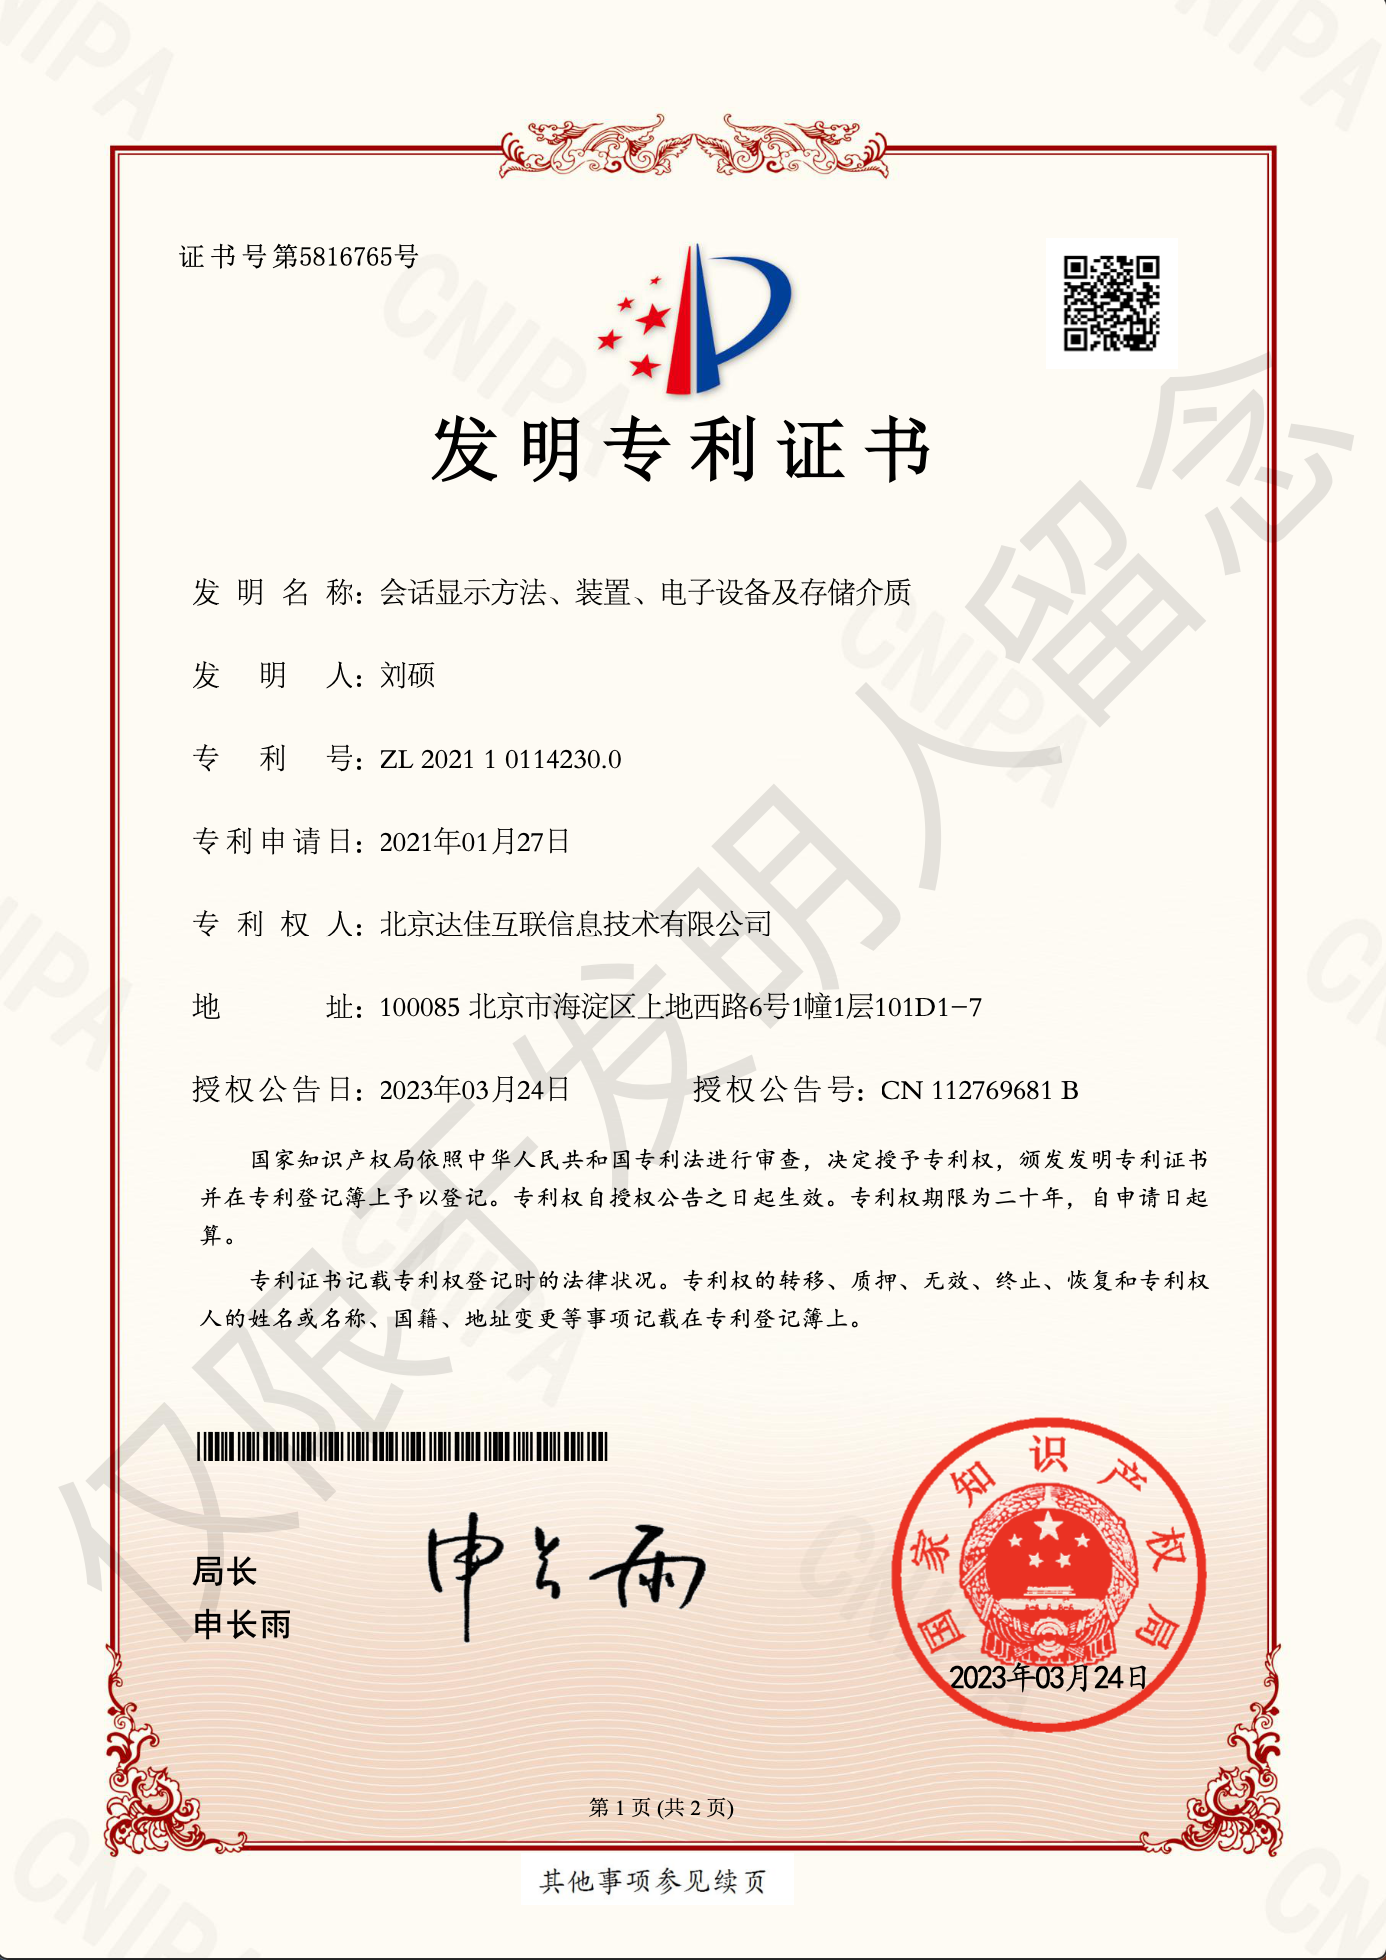 证书号第5816765号
发明专利证书
发明名称：会话显示方法、装置、电子设备及存储介质
发明人：刘硕
专利号：ZL 2021 1 0114230.0
专利申请日：2021年01月27日
专利权人：北京达佳互联信息技术有限公司
地址：100085 北京市海淀区上地西路6号1幢1层101D1-7
授权公告日：2023年03月24日 授权公告号：CN 112769681 B
国家知识产权局依照中华人民共和国专利法进行审查，决定授予专利权，颁发发明专利证书
并在专利登记簿上予以登记。专利权自授权公告之日起生效。专利权期限为二十年，自申请日起
算。
专利证书记载专利权登记时的法律状况。专利权的转移、质押、无效、终止、恢复和专利权
人的姓名或名称、国籍、地址变更等事项记载在专利登记簿上。
局长
申长雨
申长雨
国家知识产权局
2023年03月24日
第 1 页 (共 2 页)
其他事项参见续页
仅限于发明人留念
CNIPA
CNIPA
CNIPA
CNIPA
CNIPA
CNIPA
CNIPA